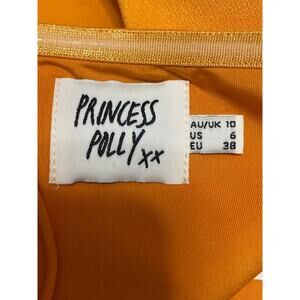 PRINCESS
POLLY xx
AU/UK 10
US 6
EU 38